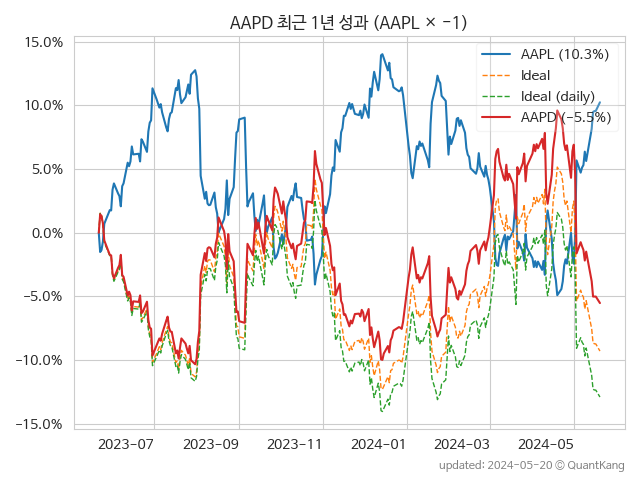 AAPD 최근 1년 성과 (AAPL × −1)
15.0%
10.0%
5.0%
0.0%
−5.0%
−10.0%
−15.0%
AAPL (10.3%)
Ideal
Ideal (daily)
AAPD (−5.5%)
2023-07 2023-09 2023-11 2024-01 2024-03 2024-05
updated: 2024-05-20 ⓒ QuantKang